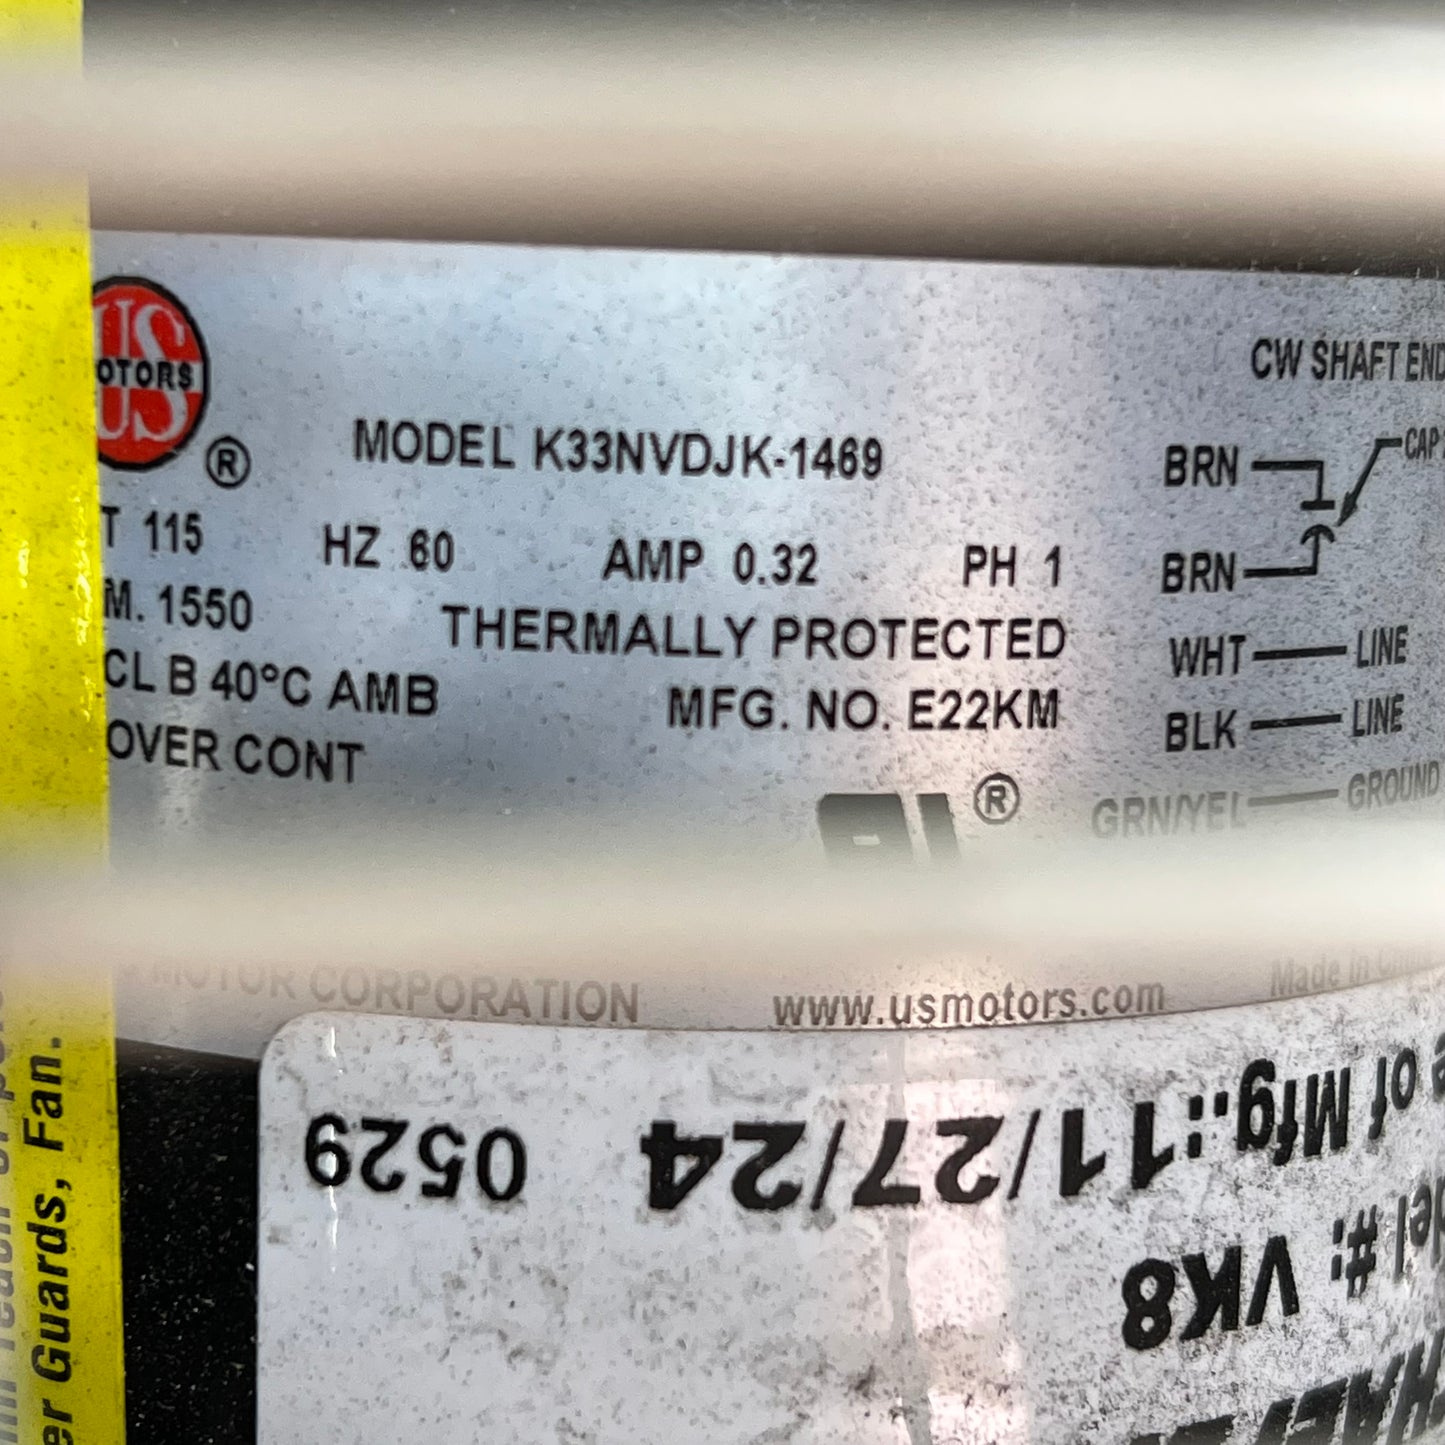 US
MOTORS
®
MODEL K33NVDJK-1469
T 115 HZ 60 AMP 0.32 PH 1
M. 1550 THERMALLY PROTECTED
CL B 40°C AMB MFG. NO. E22KM
OVER CONT
®
CW SHAFT END
BRN CAP
BRN
WHT LINE
BLK LINE
GRN/YEL GROUND
MOTOR CORPORATION www.usmotors.com Made in
of Mfg.:11/27/24 0529
#: VK8
er Guards, Fan.